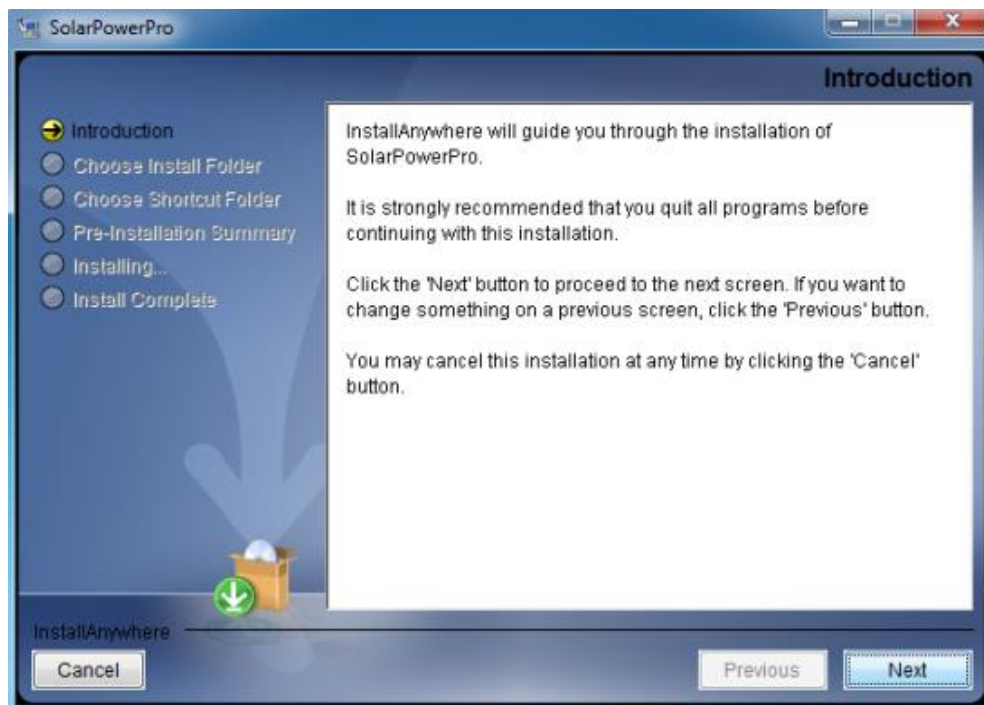 SolarPowerPro
Introduction
Introduction
Choose Install Folder
Choose Shortcut Folder
Pre-Installation Summary
Installing...
Install Complete
InstallAnywhere will guide you through the installation of
SolarPowerPro.
It is strongly recommended that you quit all programs before
continuing with this installation.
Click the 'Next' button to proceed to the next screen. If you want to
change something on a previous screen, click the 'Previous' button.
You may cancel this installation at any time by clicking the 'Cancel'
button.
InstallAnywhere
Cancel
Previous
Next